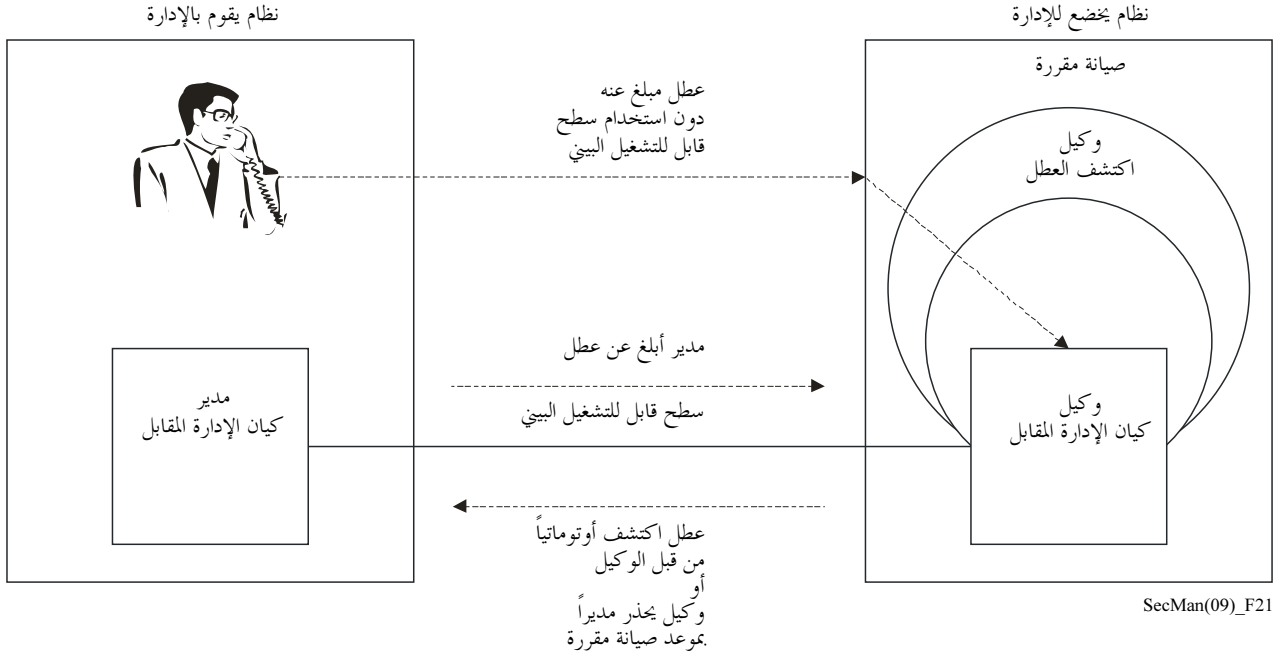 نظام يخضع للإدارة
نظام يقوم بالإدارة
صيانة مقررة
عطل مبلغ عنه
دون استخدام سطح
قابل للتشغيل البيني
وكيل
اكتشف العطل
مدير أبلغ عن عطل
سطح قابل للتشغيل البيني
مدير
كيان الإدارة المقابل
وكيل
كيان الإدارة المقابل
عطل اكتشف أوتوماتياً
من قبل الوكيل
أو
وكيل يحذر مديراً
بموعد صيانة مقررة
SecMan(09)_F21